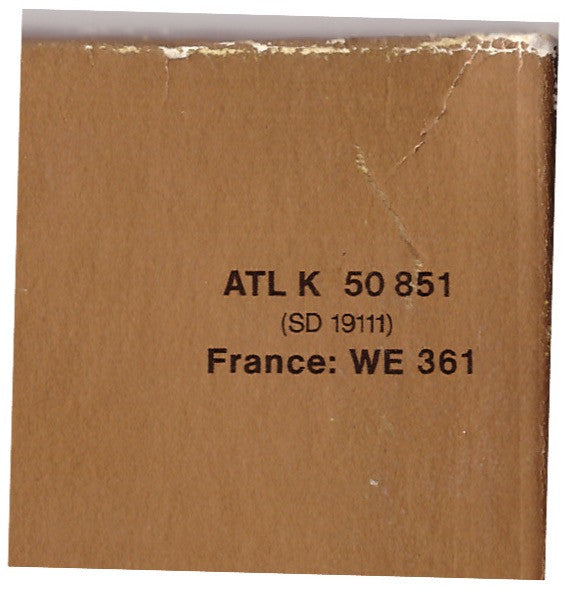 ATL K 50 851
(SD 19111)
France: WE 361